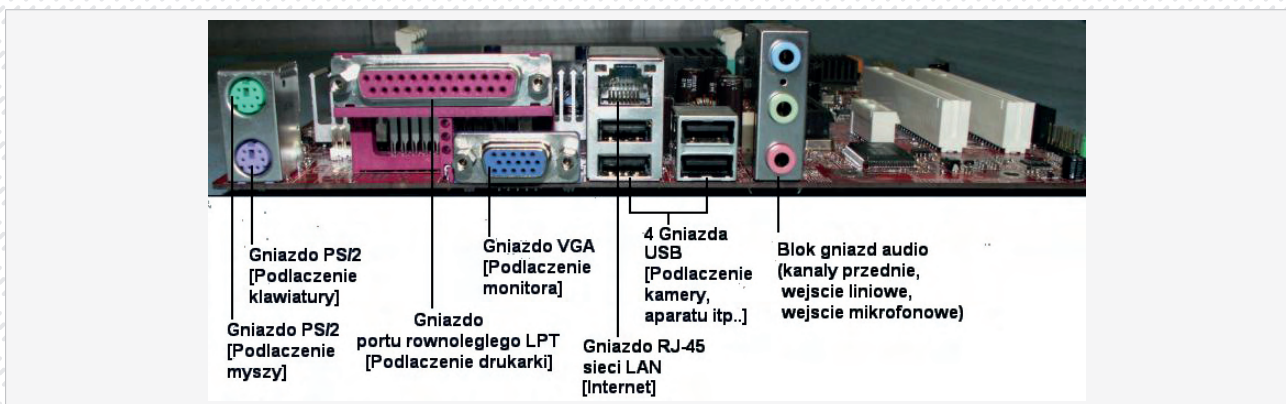 Gniazdo PS/2
[Podlaczenie
klawiatury]
Gniazdo PS/2
[Podlaczenie
myszy]
Gniazdo
portu rownoleglego LPT
[Podlaczenie drukarki]
Gniazdo VGA
[Podlaczenie
monitora]
4 Gniazda
USB
[Podlaczenie
kamery,
aparatu itp..]
Gniazdo RJ-45
sieci LAN
[Internet]
Blok gniazd audio
(kanaly przednie,
wejscie liniowe,
wejscie mikrofonowe)